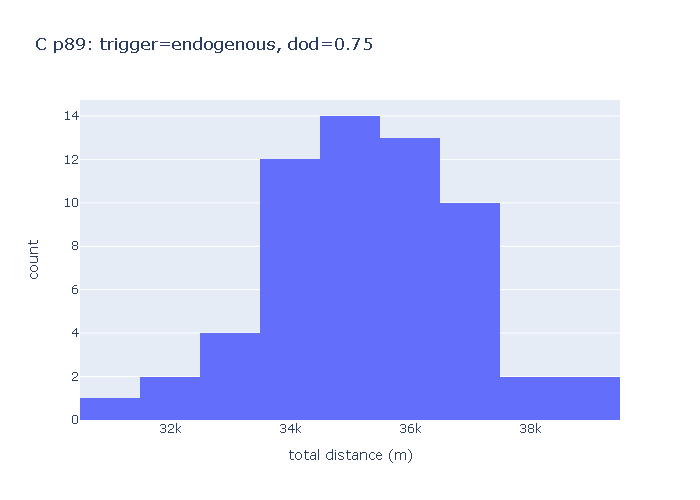 C p89: trigger=endogenous, dod=0.75
14
12
10
8
6
4
2
0
count
32k
34k
36k
38k
total distance (m)